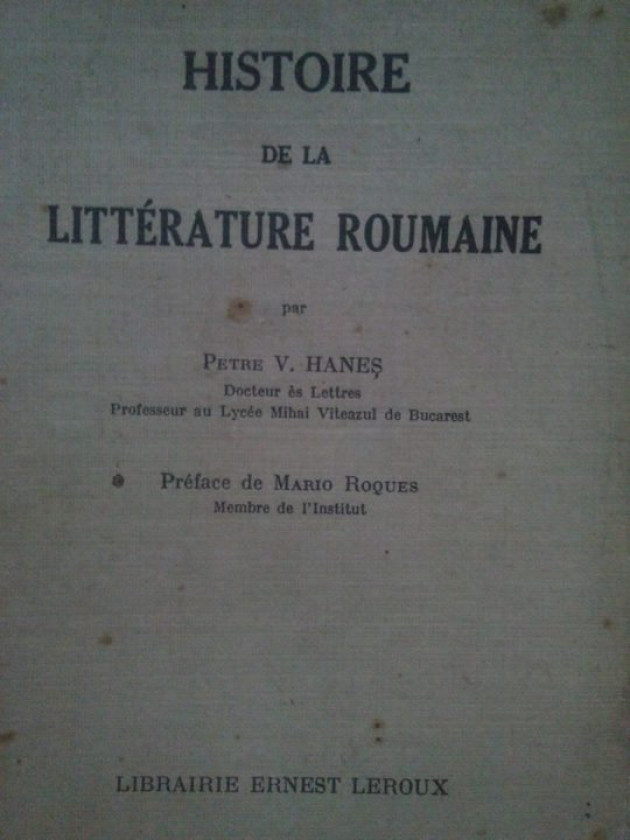 HISTOIRE
DE LA
LITTÉRATURE ROUMAINE
par
PETRE V. HANEȘ
Docteur ès Lettres
Professeur au Lycée Mihai Viteazul de Bucarest
Préface de MARIO ROQUES
Membre de l'Institut
LIBRAIRIE ERNEST LEROUX